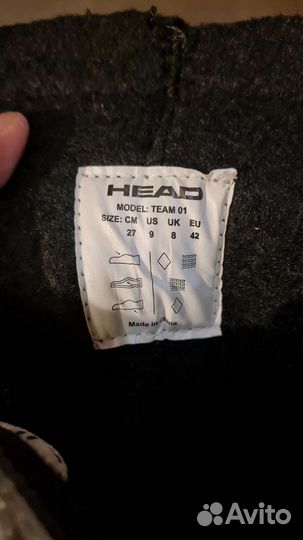 HEAD
MODEL: TEAM 01
SIZE: CM US UK EU
27 9 8 42
Made in China
Avito